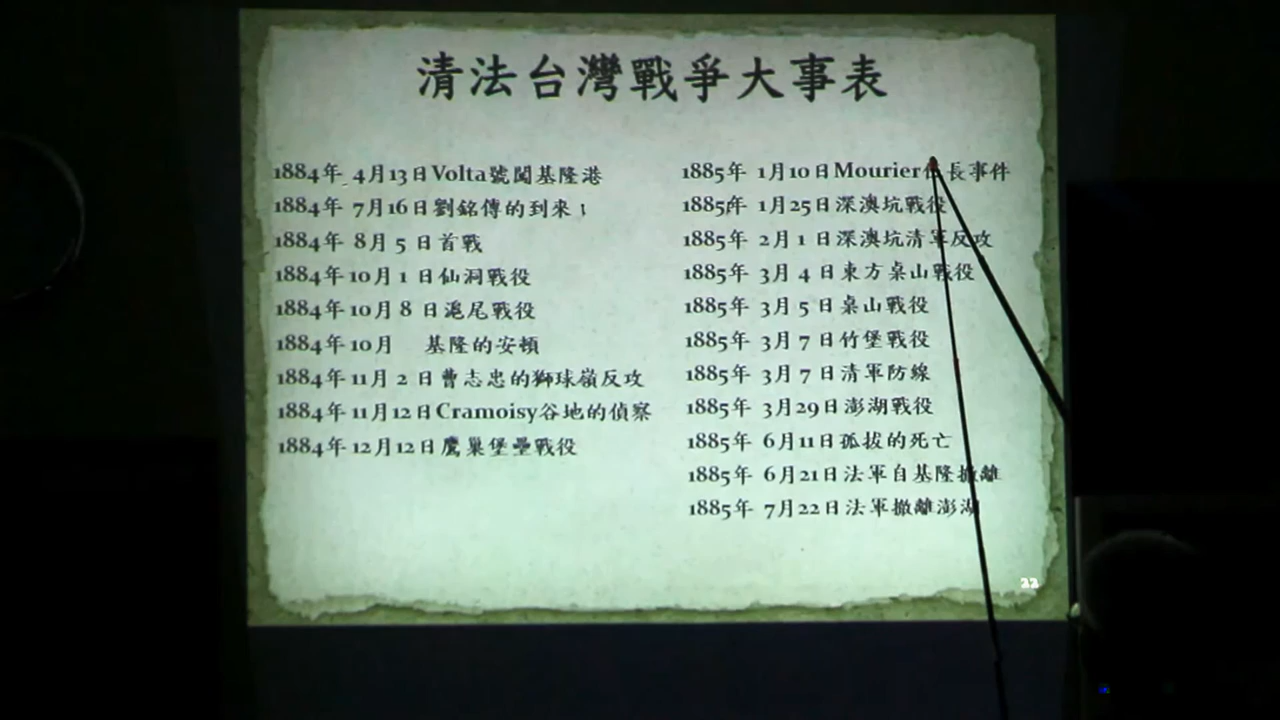 清法台灣戰爭大事表
1884年 4月13日Volta號闖基隆港
1884年 7月16日劉銘傳的到來
1884年 8月 5 日首戰
1884年 10月 1 日仙洞戰役
1884年 10月 8 日滬尾戰役
1884年 10月 基隆的安頓
1884年 11月 2 日曹志忠的獅球嶺反攻
1884年 11月12日Cramoisy谷地的偵察
1884年 12月12日鷹巢堡壘戰役
1885年 1月10日Mourier 長事件
1885年 1月25日深澳坑戰役
1885年 2月 1 日深澳坑清軍反攻
1885年 3月 4 日東方桌山戰役
1885年 3月 5 日桌山戰役
1885年 3月 7 日竹堡戰役
1885年 3月 7 日清軍防線
1885年 3月29日澎湖戰役
1885年 6月11日孤拔的死亡
1885年 6月21日法軍自基隆撤離
1885年 7月22日法軍撤離澎湖
22